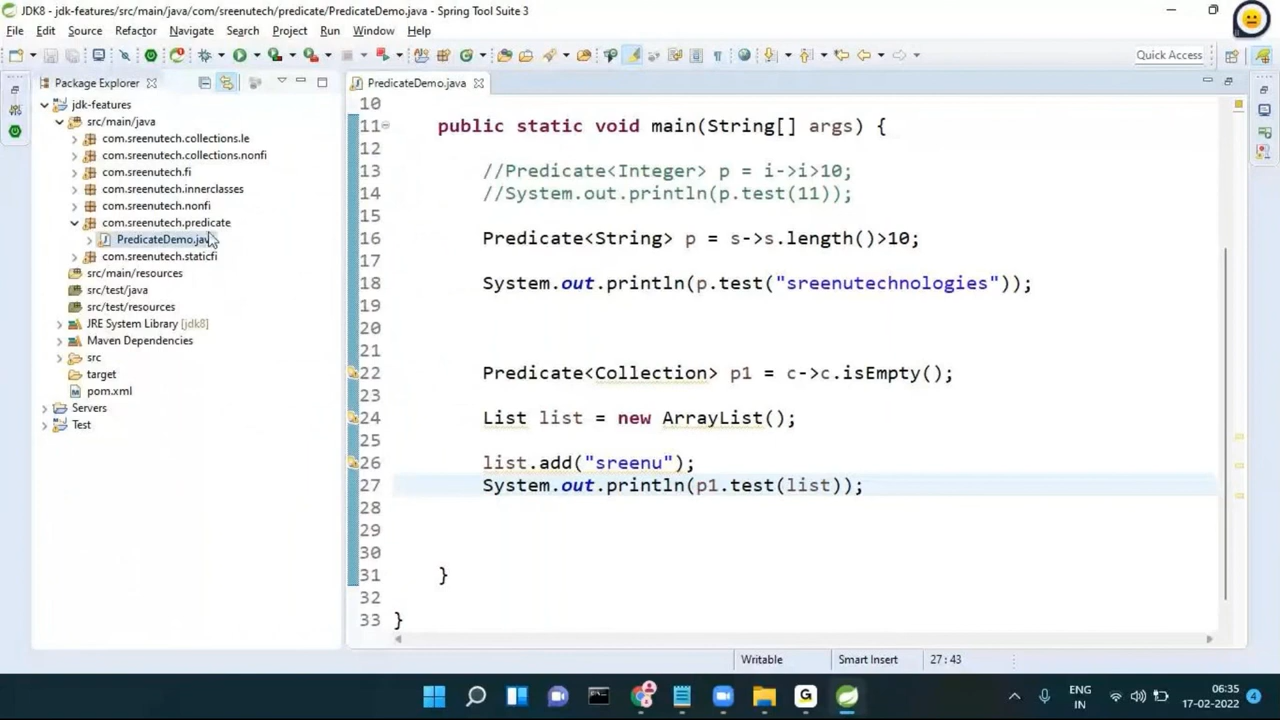 JDK8 - jdk-features/src/main/java/com/sreenutech/predicate/PredicateDemo.java - Spring Tool Suite 3
File Edit Source Refactor Navigate Search Project Run Window Help
Quick Access
Package Explorer
PredicateDemo.java
jdk-features
src/main/java
com.sreenutech.collections.le
com.sreenutech.collections.nonfi
com.sreenutech.fi
com.sreenutech.innerclasses
com.sreenutech.nonfi
com.sreenutech.predicate
PredicateDemo.jav
com.sreenutech.staticfi
src/main/resources
src/test/java
src/test/resources
JRE System Library [jdk8]
Maven Dependencies
src
target
pom.xml
Servers
Test
10
11 public static void main(String[] args) {
12
13 //Predicate<Integer> p = i->i>10;
14 //System.out.println(p.test(11));
15
16 Predicate<String> p = s->s.length()>10;
17
18 System.out.println(p.test("sreenutechnologies"));
19
20
21
22 Predicate<Collection> p1 = c->c.isEmpty();
23
24 List list = new ArrayList();
25
26 list.add("sreenu");
27 System.out.println(p1.test(list));
28
29
30
31 }
32
33 }
Writable Smart Insert 27 : 43
ENG
IN
06:35
17-02-2022
4